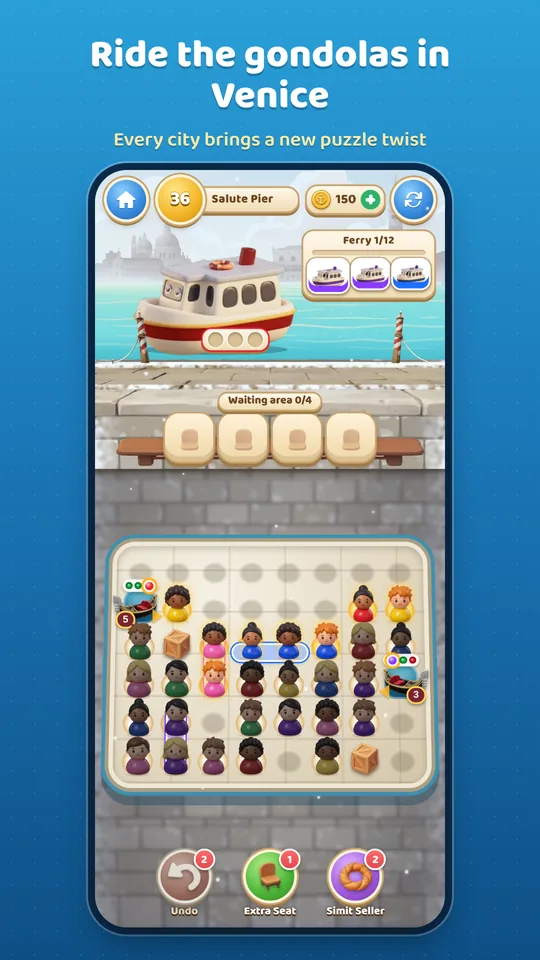 Ride the gondolas in
Venice
Every city brings a new puzzle twist
36
Salute Pier
150
Ferry 1/12
Waiting area 0/4
5
3
2
1
2
Undo
Extra Seat
Simit Seller